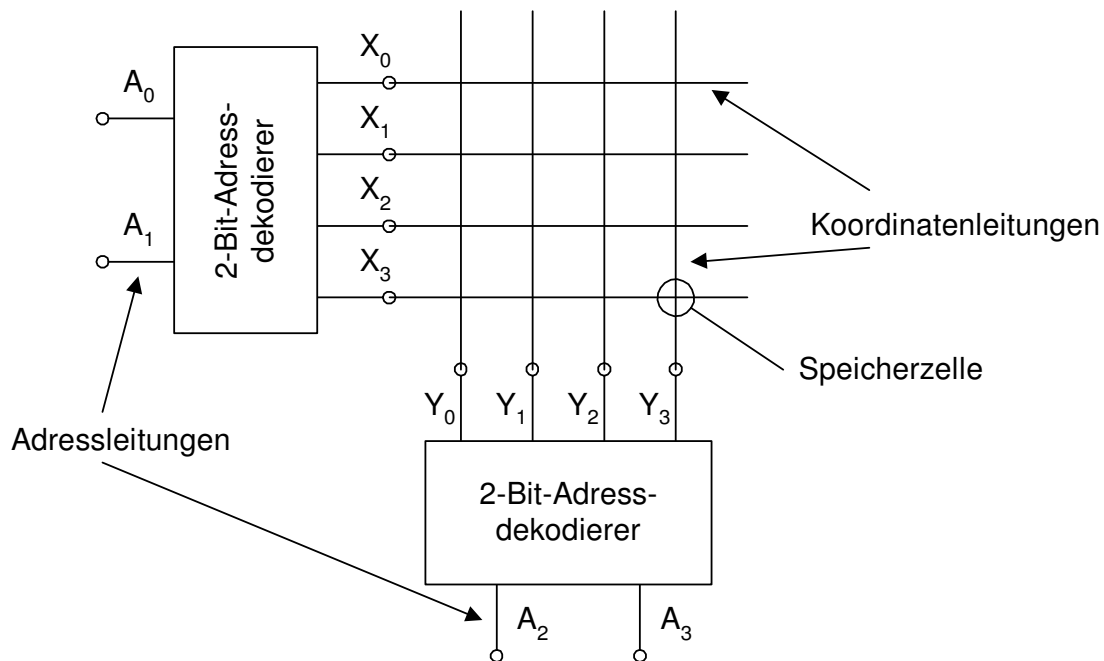 X0
A0
2-Bit-Adress-
dekodierer
X1
A1
X2
Koordinatenleitungen
X3
Speicherzelle
Y0 Y1 Y2 Y3
Adressleitungen
2-Bit-Adress-
dekodierer
A2 A3